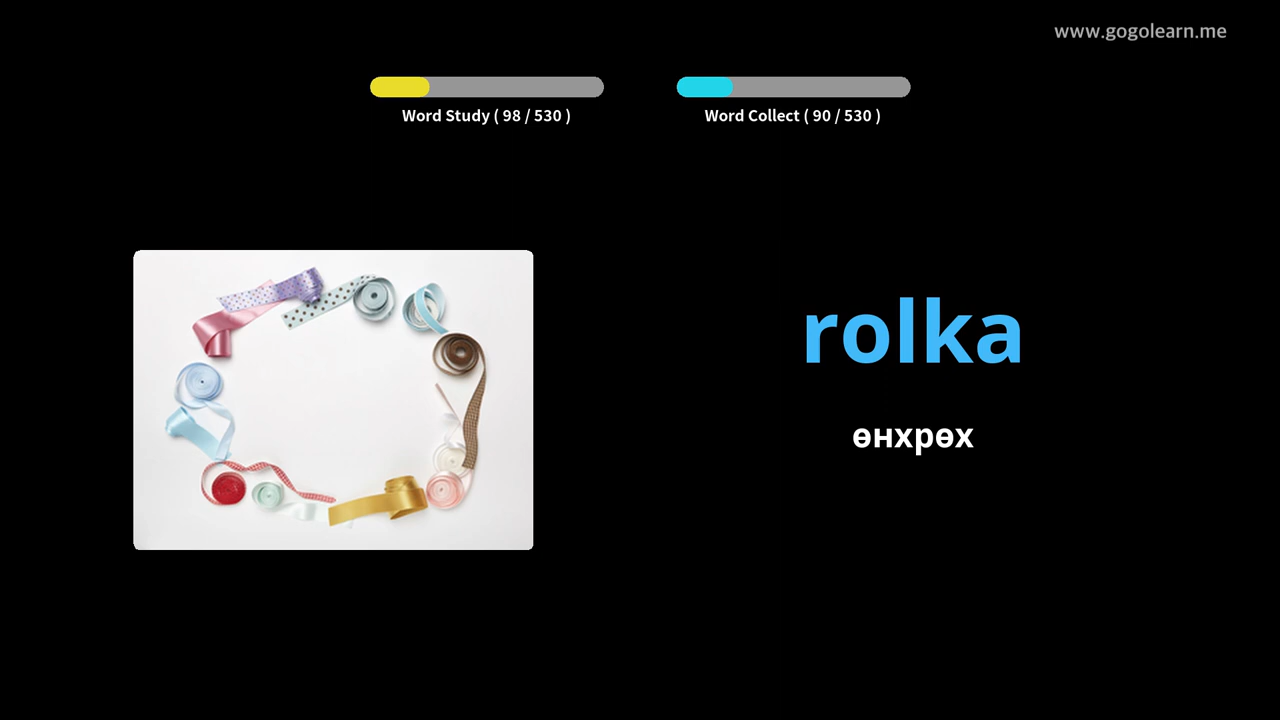 www.gogolearn.me
Word Study ( 98 / 530 )
Word Collect ( 90 / 530 )
rolka
өнхрөх